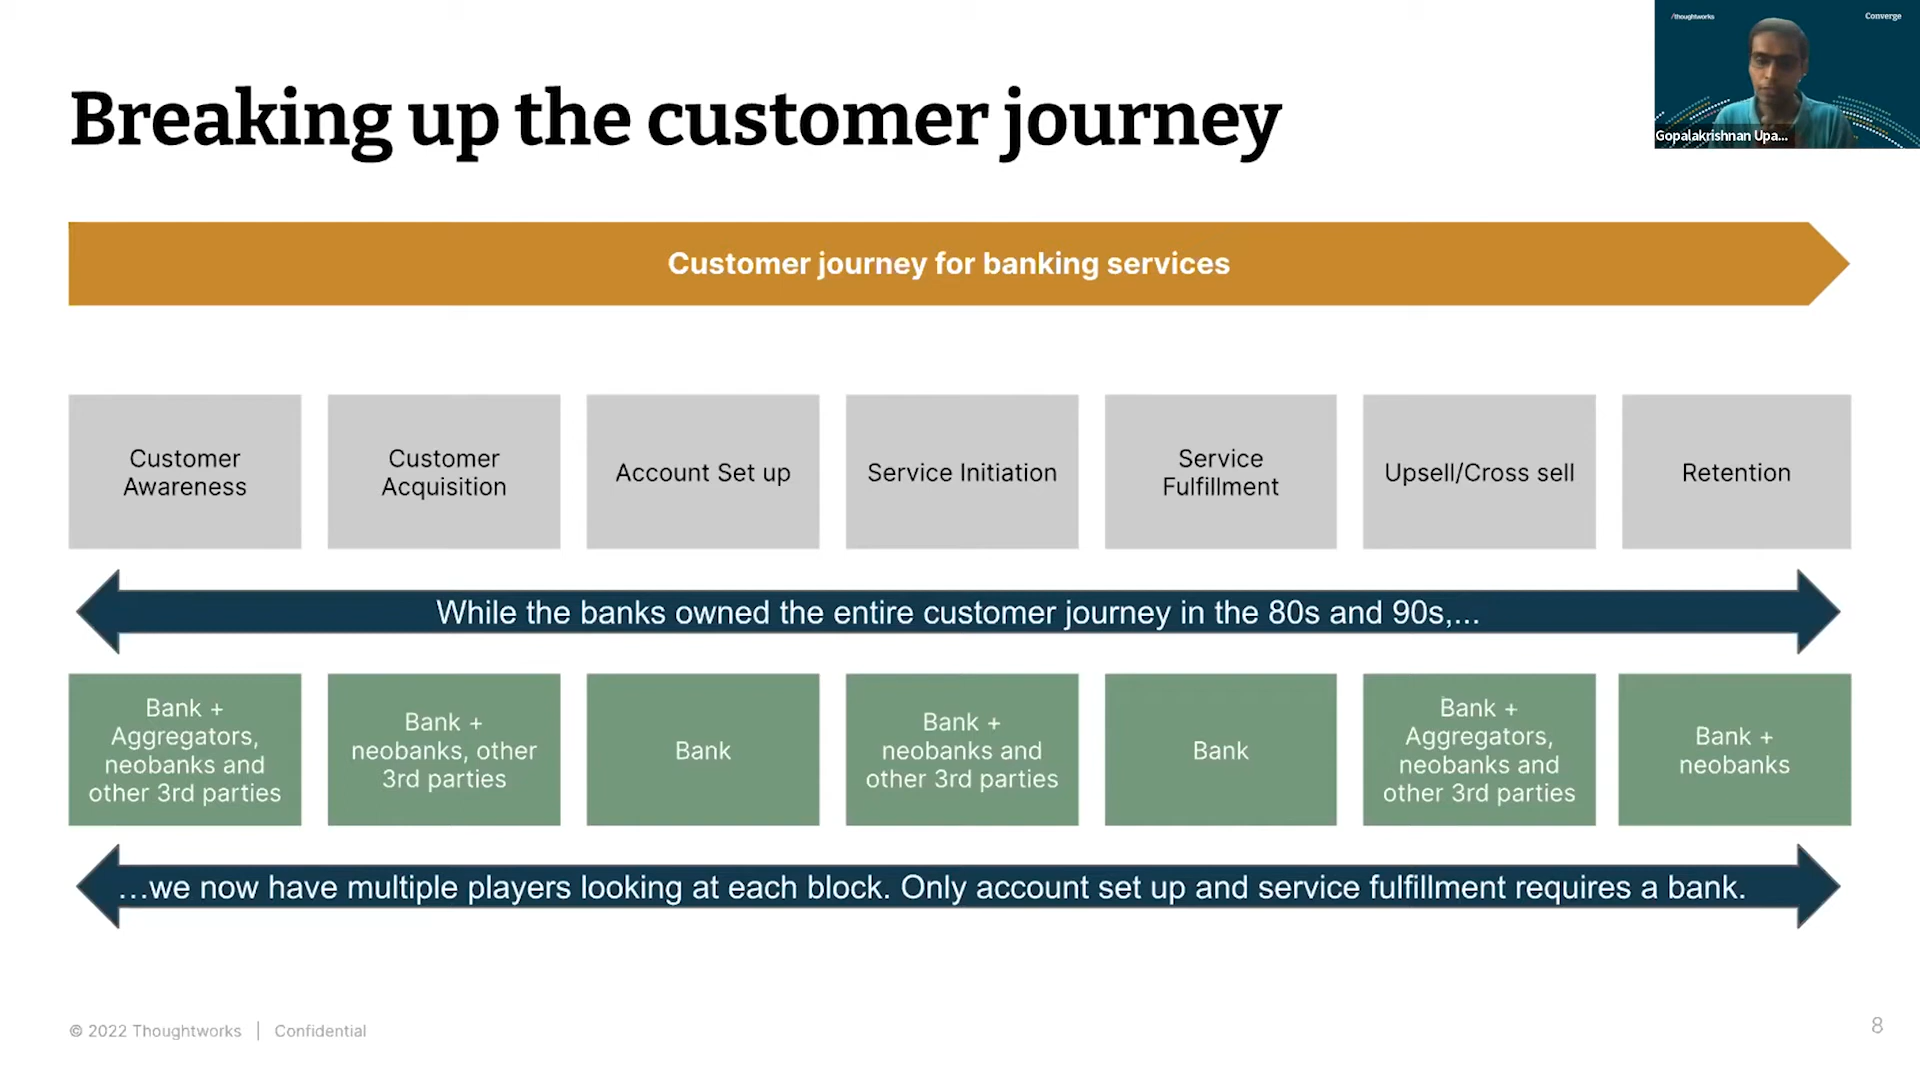 /thoughtworks
Converge
Gopalakrishnan Upa...
Breaking up the customer journey
Customer journey for banking services
Customer
Awareness
Customer
Acquisition
Account Set up
Service Initiation
Service
Fulfillment
Upsell/Cross sell
Retention
While the banks owned the entire customer journey in the 80s and 90s,...
Bank +
Aggregators,
neobanks and
other 3rd parties
Bank +
neobanks, other
3rd parties
Bank
Bank +
neobanks and
other 3rd parties
Bank
Bank +
Aggregators,
neobanks and
other 3rd parties
Bank +
neobanks
...we now have multiple players looking at each block. Only account set up and service fulfillment requires a bank.
© 2022 Thoughtworks | Confidential
8